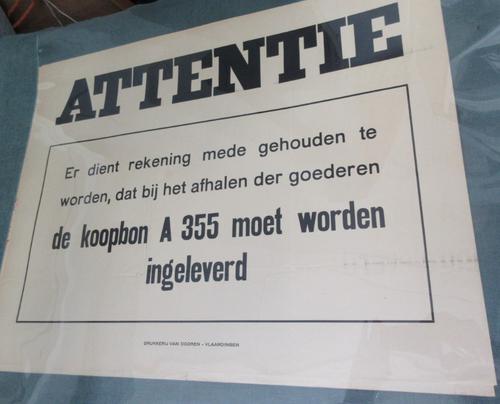 ATTENTIE
Er dient rekening mede gehouden te
worden, dat bij het afhalen der goederen
de koopbon A 355 moet worden
ingeleverd
DRUKKERIJ VAN DOOREN - VLAARDINGEN